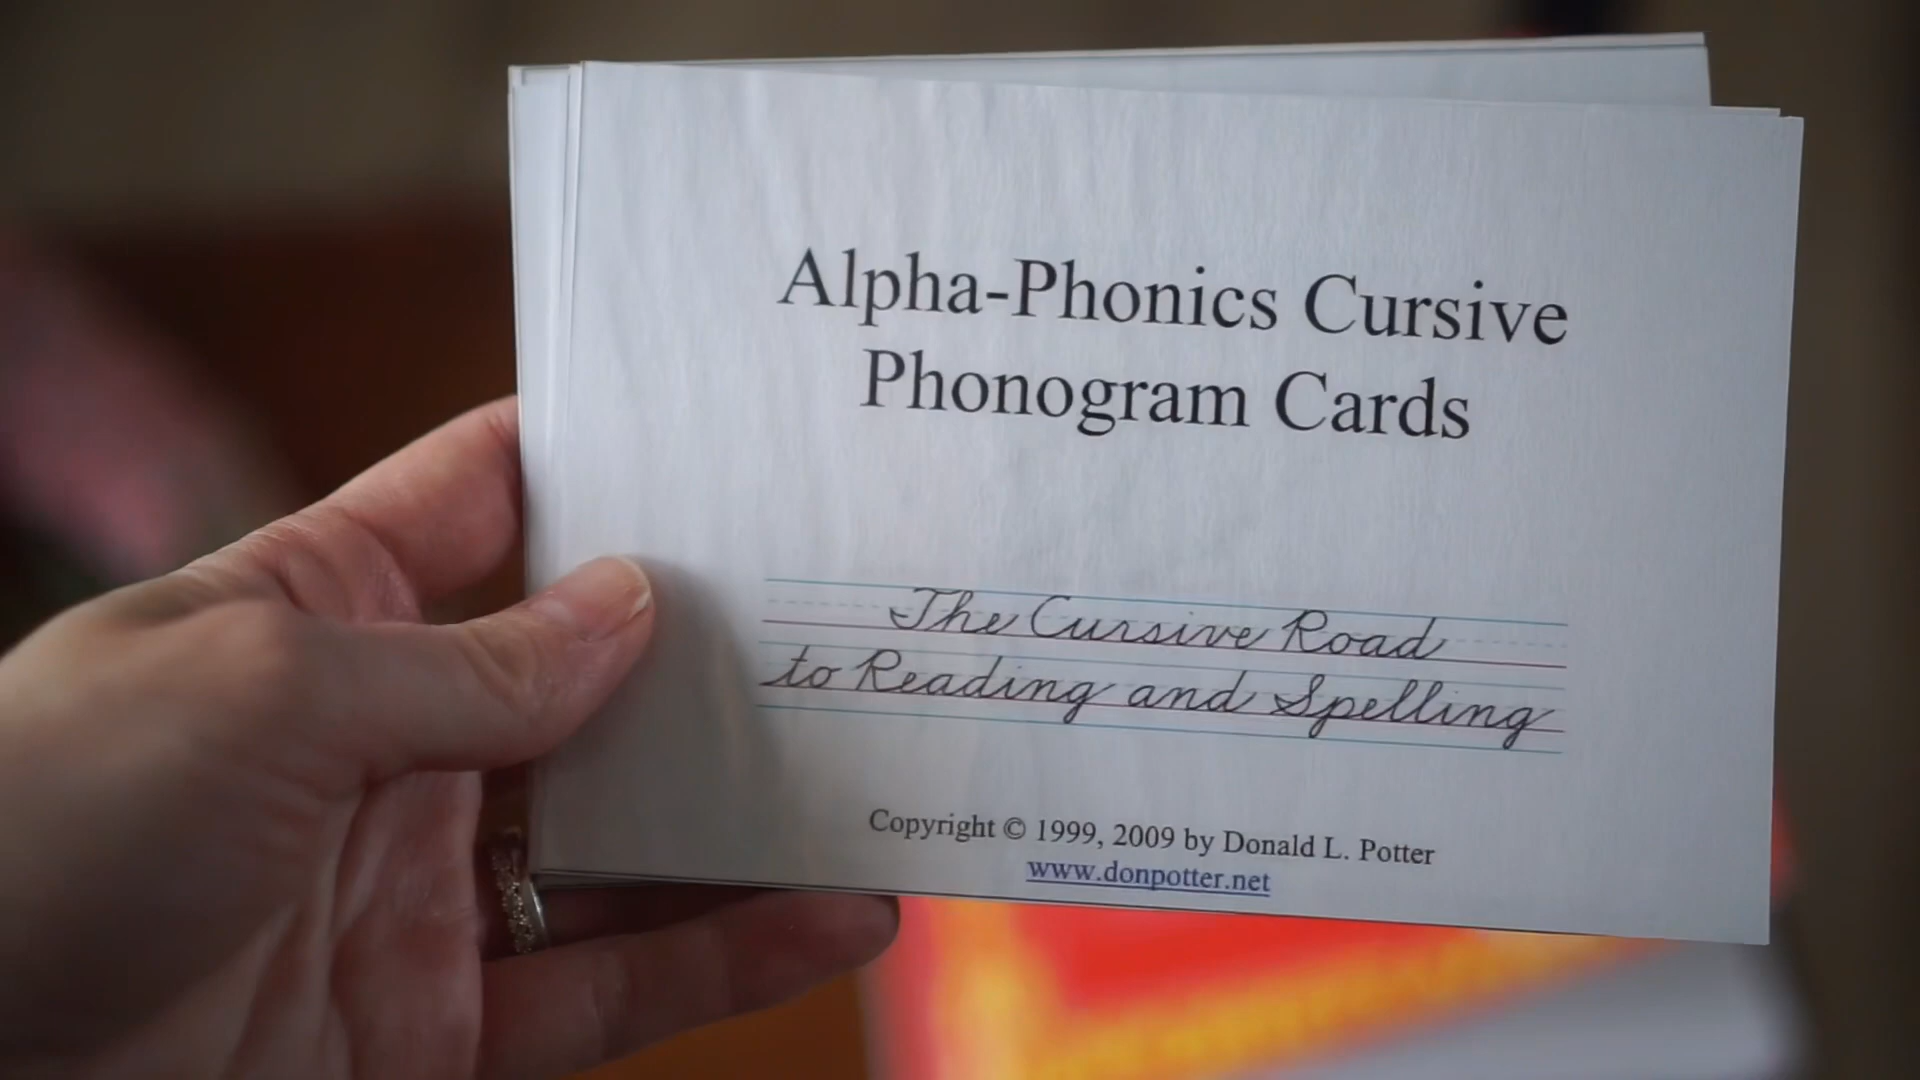 Alpha-Phonics Cursive
Phonogram Cards
The Cursive Road
to Reading and Spelling
Copyright © 1999, 2009 by Donald L. Potter
www.donpotter.net